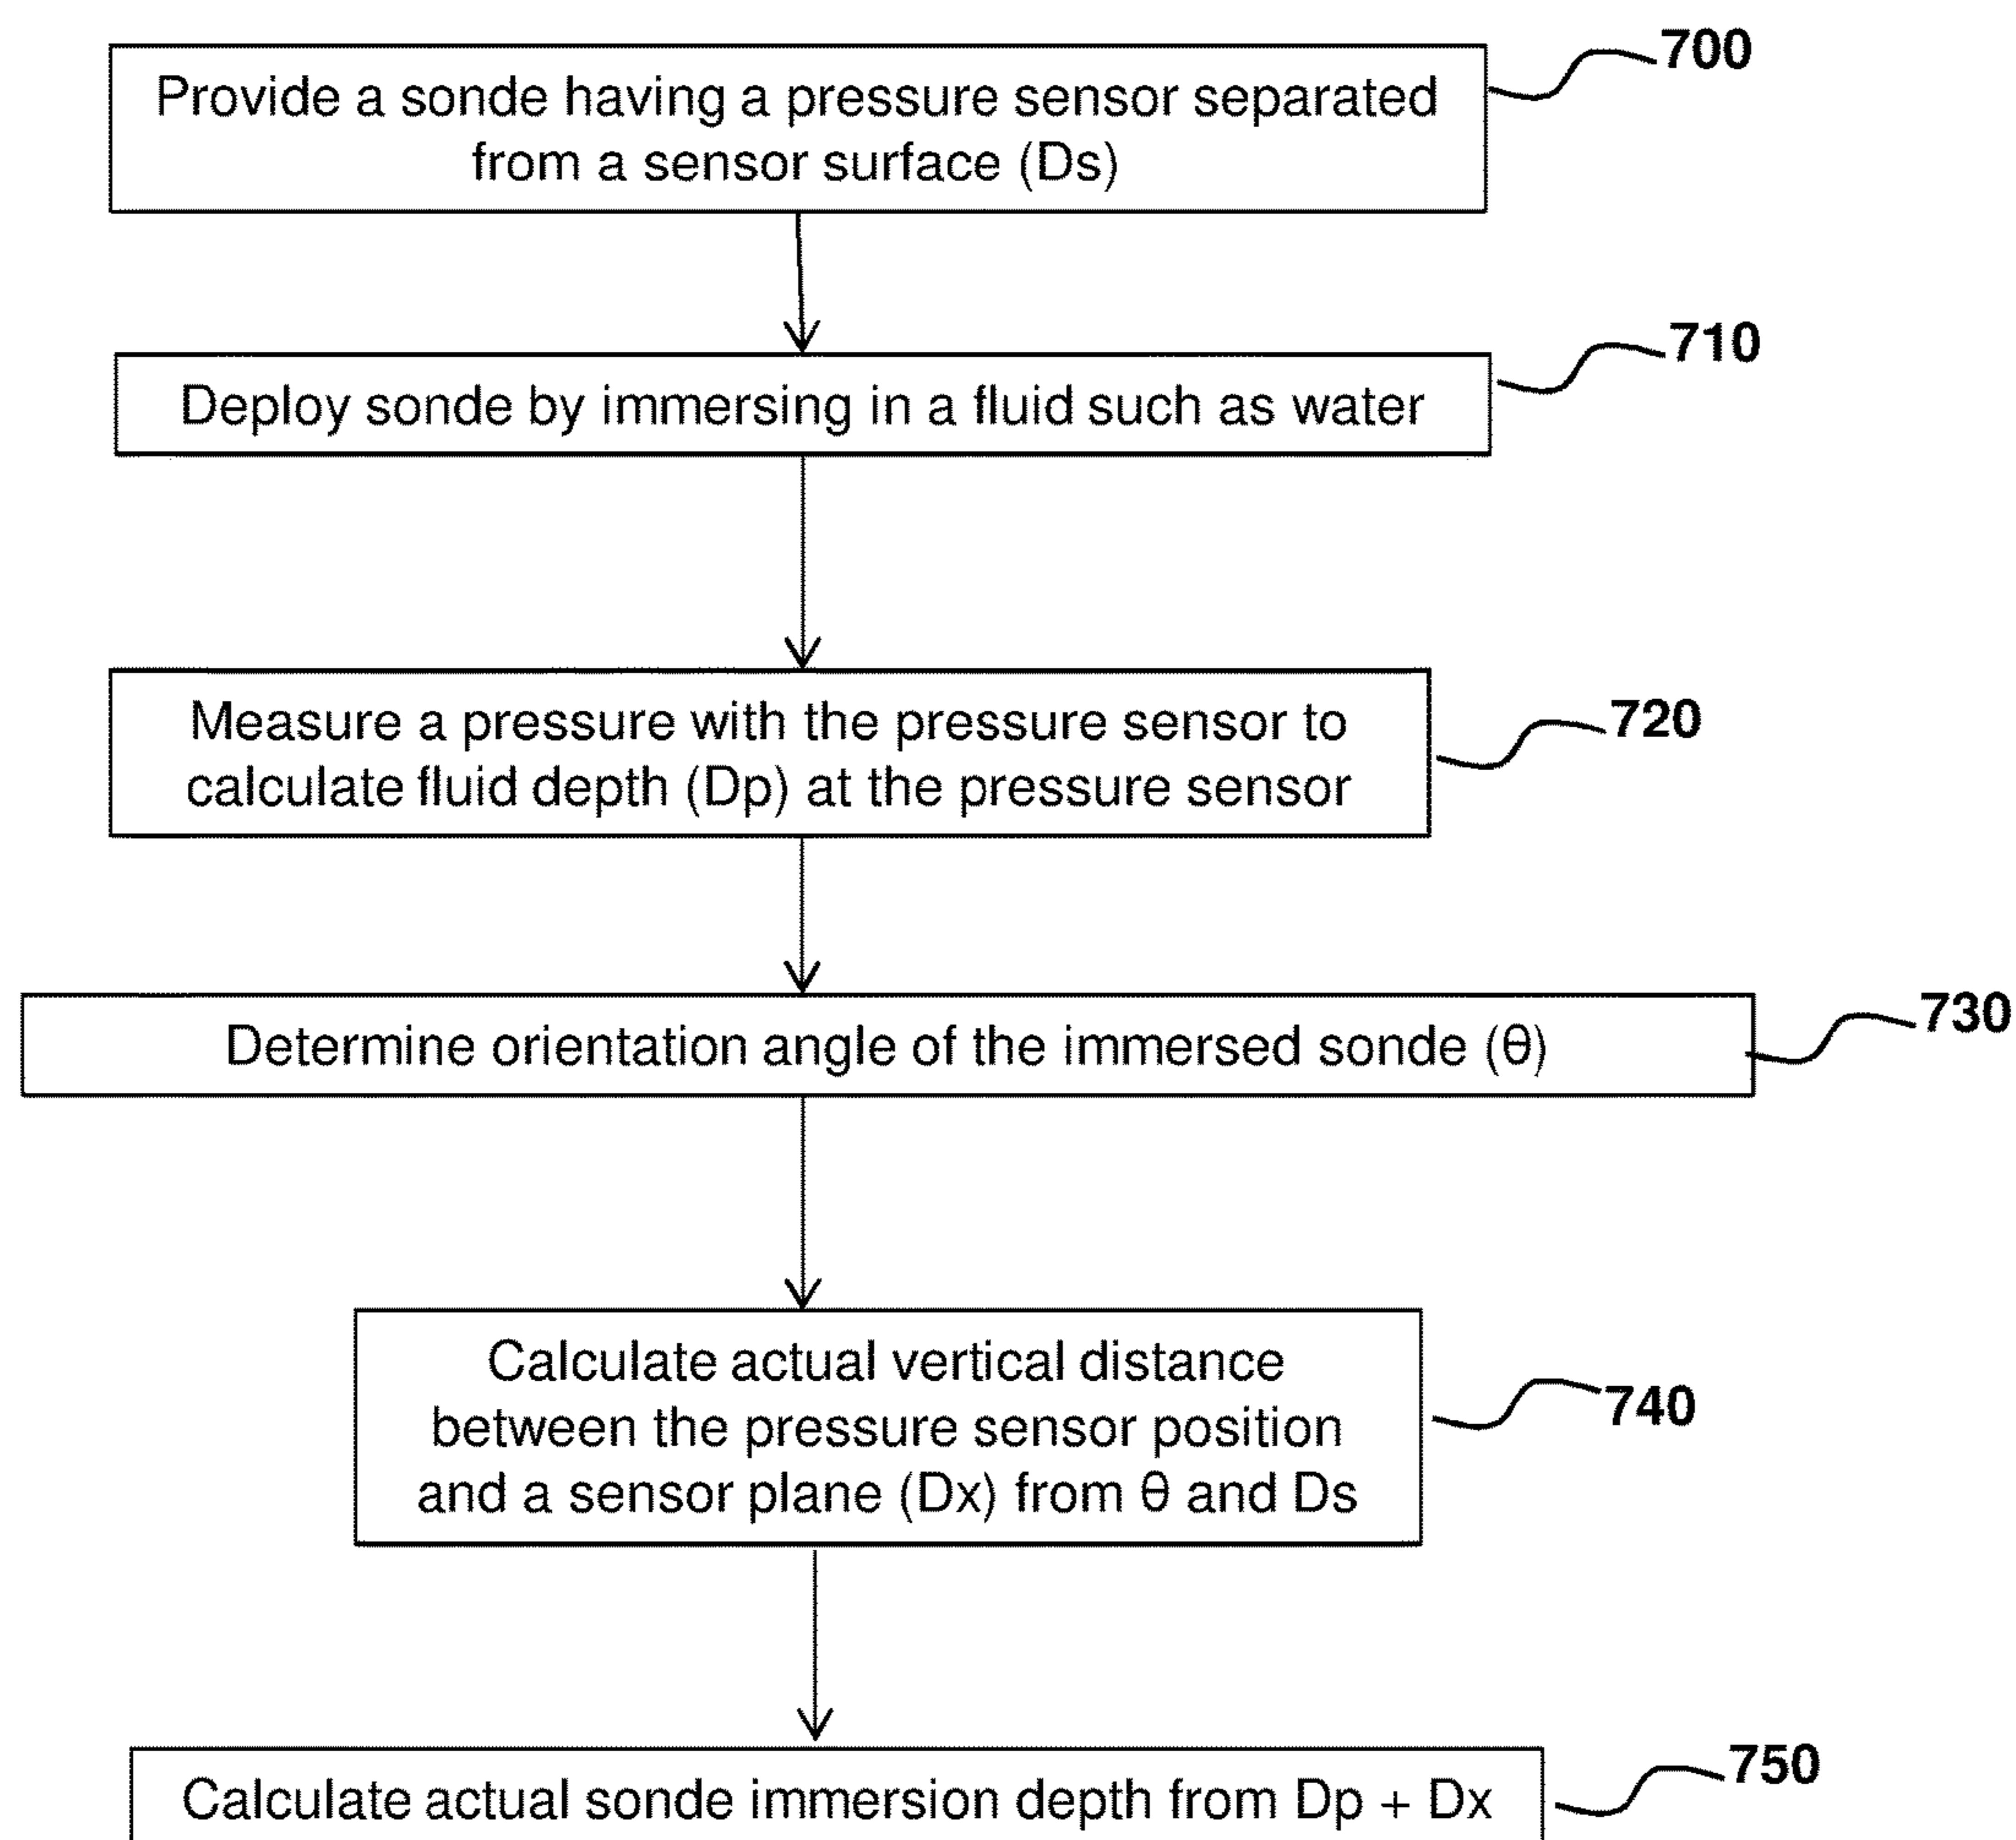 700
Provide a sonde having a pressure sensor separated
from a sensor surface (Ds)
710
Deploy sonde by immersing in a fluid such as water
720
Measure a pressure with the pressure sensor to
calculate fluid depth (Dp) at the pressure sensor
730
Determine orientation angle of the immersed sonde (θ)
740
Calculate actual vertical distance
between the pressure sensor position
and a sensor plane (Dx) from θ and Ds
750
Calculate actual sonde immersion depth from Dp + Dx